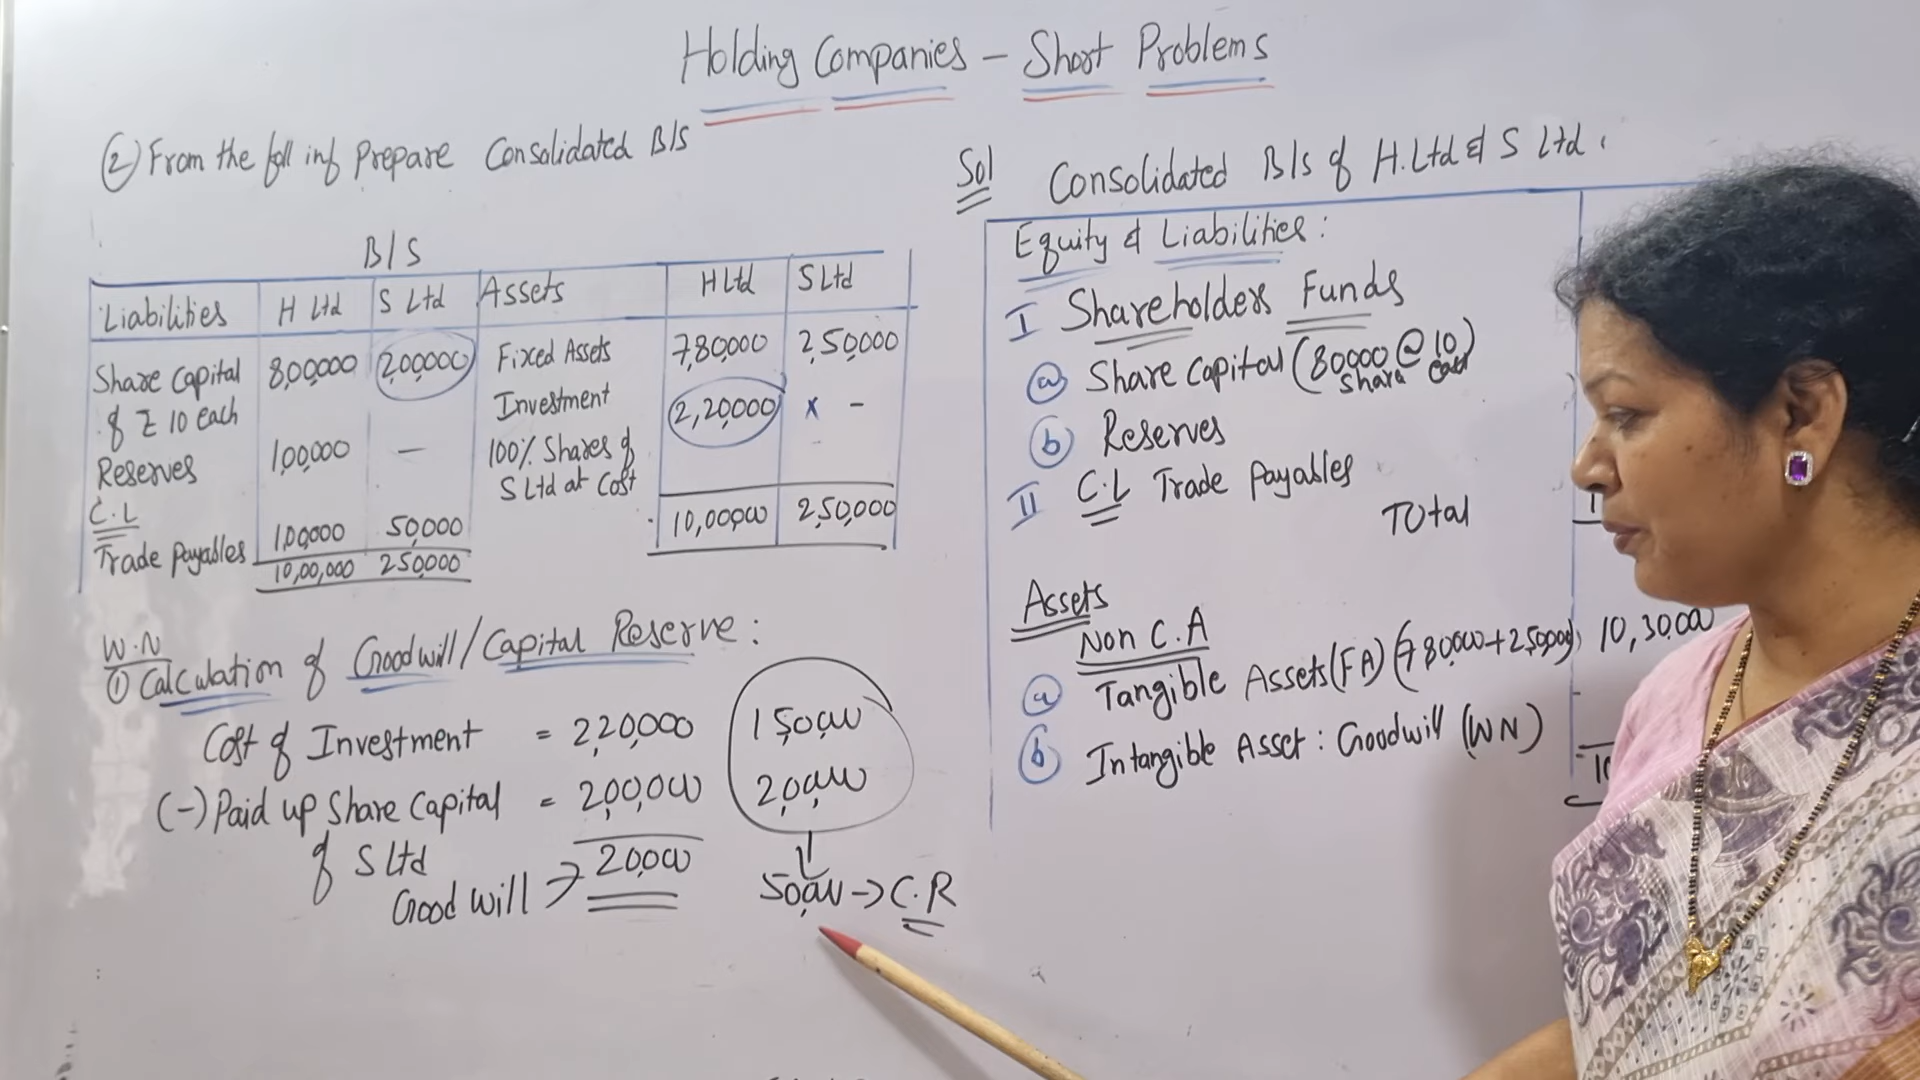 Holding Companies – Short Problems
② From the foll inf Prepare Consolidated B/S
B/S
Liabilities H Ltd S Ltd Assets H Ltd S Ltd
Share Capital 8,00,000 2,00,000 Fixed Assets 7,80,000 2,50,000
of ₹ 10 each Investment 2,20,000 x -
Reserves 1,00,000 — 100% Shares of
S Ltd at Cost
C.L 10,00,000 2,50,000
Trade Payables 1,00,000 50,000
10,00,000 2,50,000
W.N
① Calculation of Goodwill/Capital Reserve:
Cost of Investment = 2,20,000 1,50,000
(-) Paid up Share Capital = 2,00,000 2,00,000
of S Ltd
Good Will → 20,000 50,000 → C.R
Sol Consolidated B/s of H.Ltd & S Ltd.
Equity & Liabilities:
I Shareholders Funds
ⓐ Share Capital (80000 @ 10)
Share each
ⓑ Reserves
II C.L Trade Payables
Total
Assets
Non C.A
ⓐ Tangible Assets (FA) (780,000+2,50,000) 10,30,000
ⓑ Intangible Asset: Goodwill (WN)